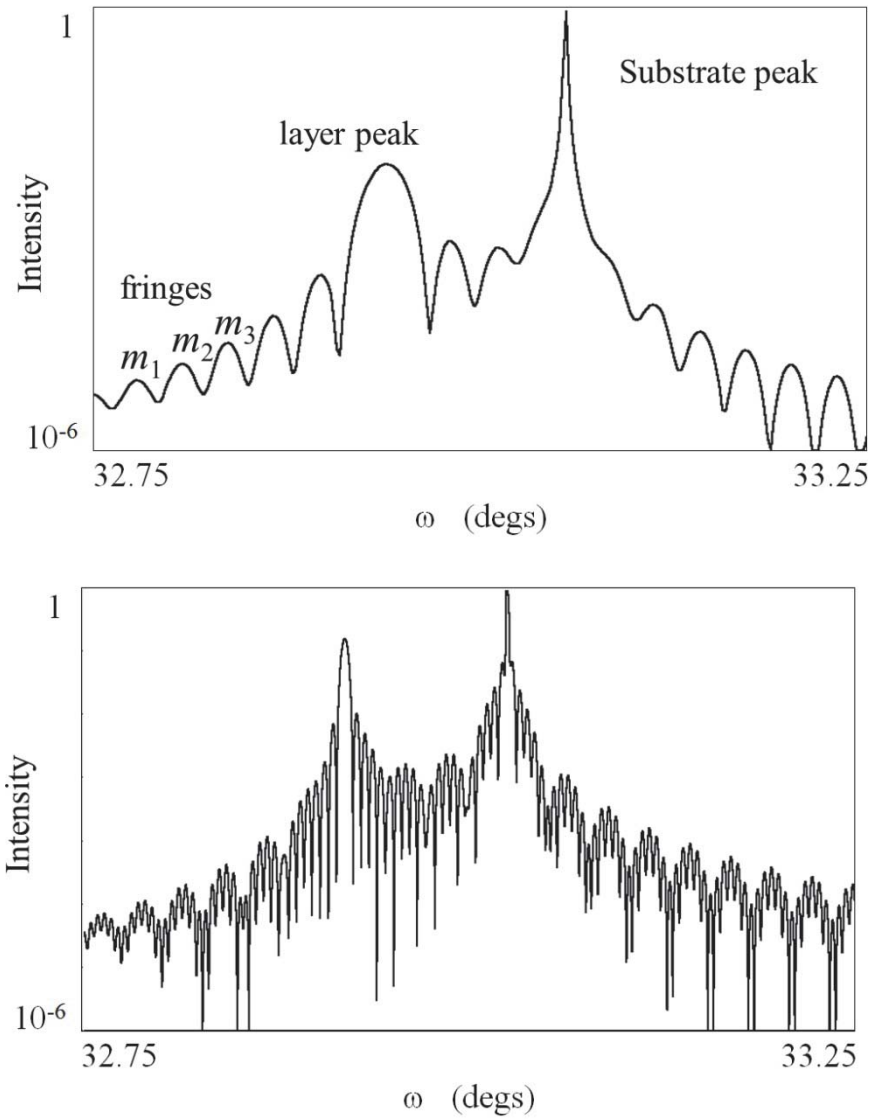 1
Substrate peak
layer peak
Intensity
fringes
m₁
m₂
m₃
10⁻⁶
32.75
33.25
ω (degs)
1
Intensity
10⁻⁶
32.75
33.25
ω (degs)